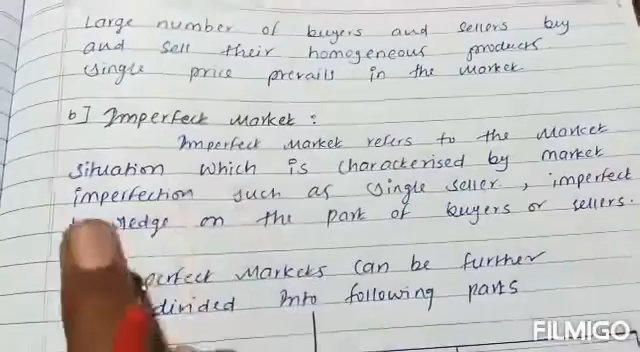 Large number of buyers and sellers buy
and sell their homogeneous products
single price prevails in the market
b] Imperfect market :
Imperfect market refers to the market
situation which is characterised by market
imperfection such as single seller, imperfect
on the part of buyers or sellers.
markets can be further
divided into following parts
FILMIGO